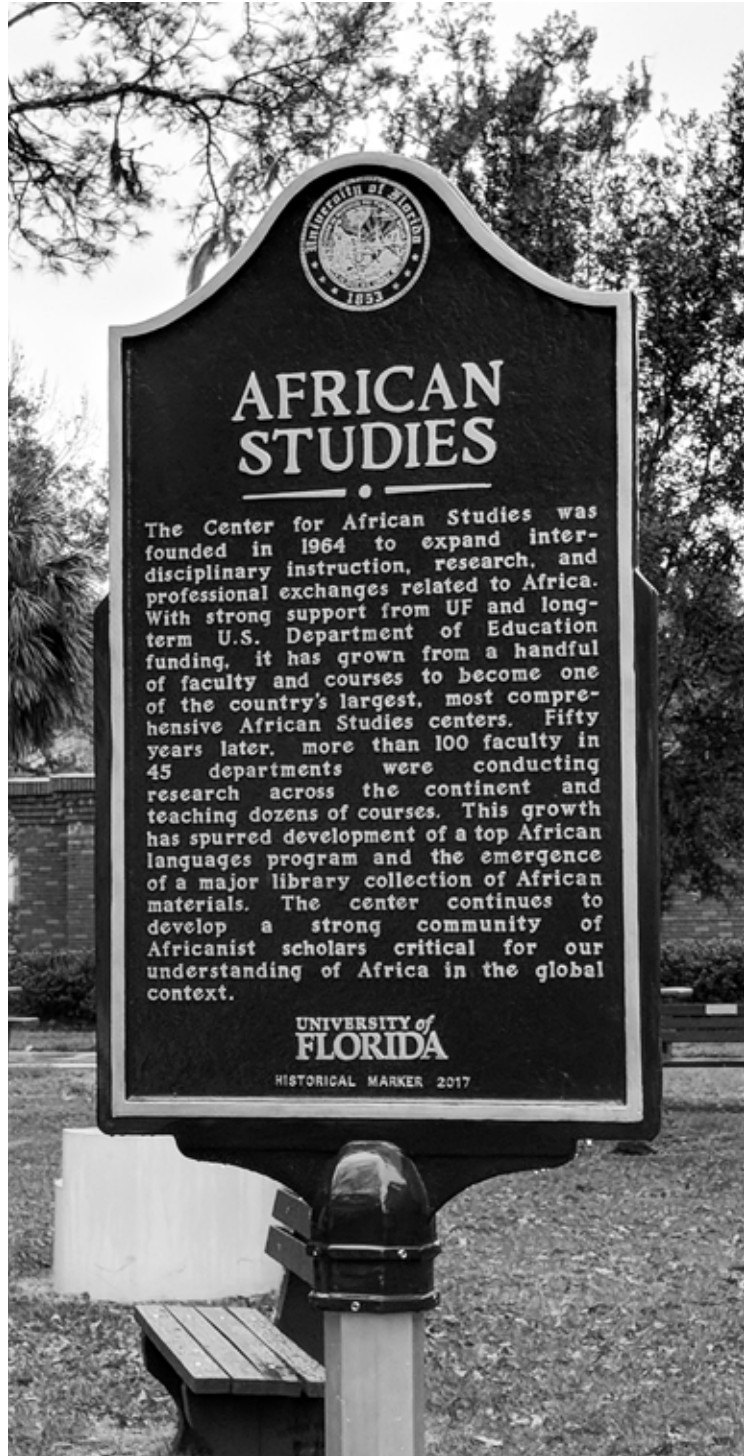 University of Florida
1853
AFRICAN
STUDIES
The Center for African Studies was
founded in 1964 to expand inter-
disciplinary instruction, research, and
professional exchanges related to Africa.
With strong support from UF and long-
term U.S. Department of Education
funding, it has grown from a handful
of faculty and courses to become one
of the country's largest, most compre-
hensive African Studies centers. Fifty
years later, more than 100 faculty in
45 departments were conducting
research across the continent and
teaching dozens of courses. This growth
has spurred development of a top African
languages program and the emergence
of a major library collection of African
materials. The center continues to
develop a strong community of
Africanist scholars critical for our
understanding of Africa in the global
context.
UNIVERSITY of
FLORIDA
HISTORICAL MARKER 2017